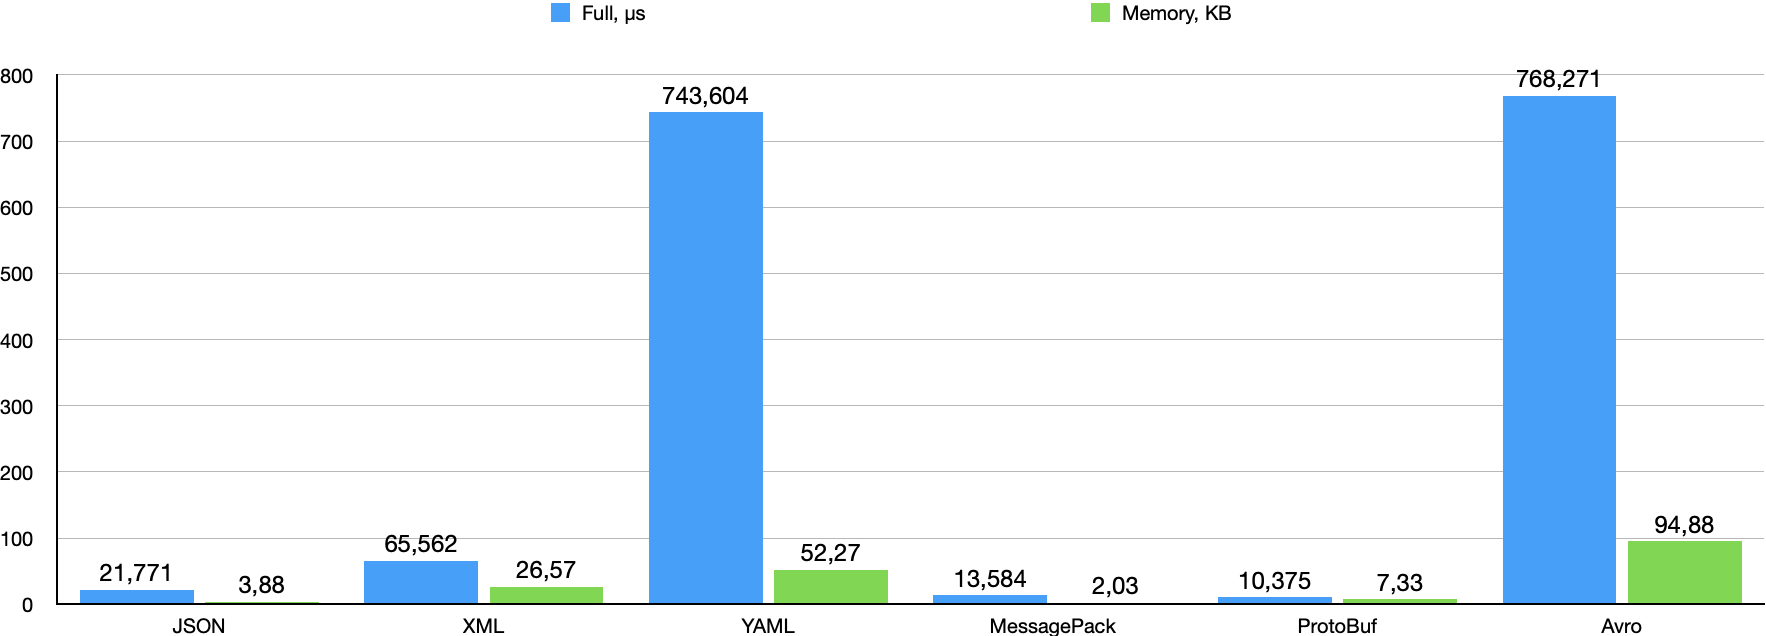 Full, µs
Memory, KB
800
700
600
500
400
300
200
100
0
21,771
3,88
65,562
26,57
743,604
52,27
13,584
2,03
10,375
7,33
768,271
94,88
JSON
XML
YAML
MessagePack
ProtoBuf
Avro